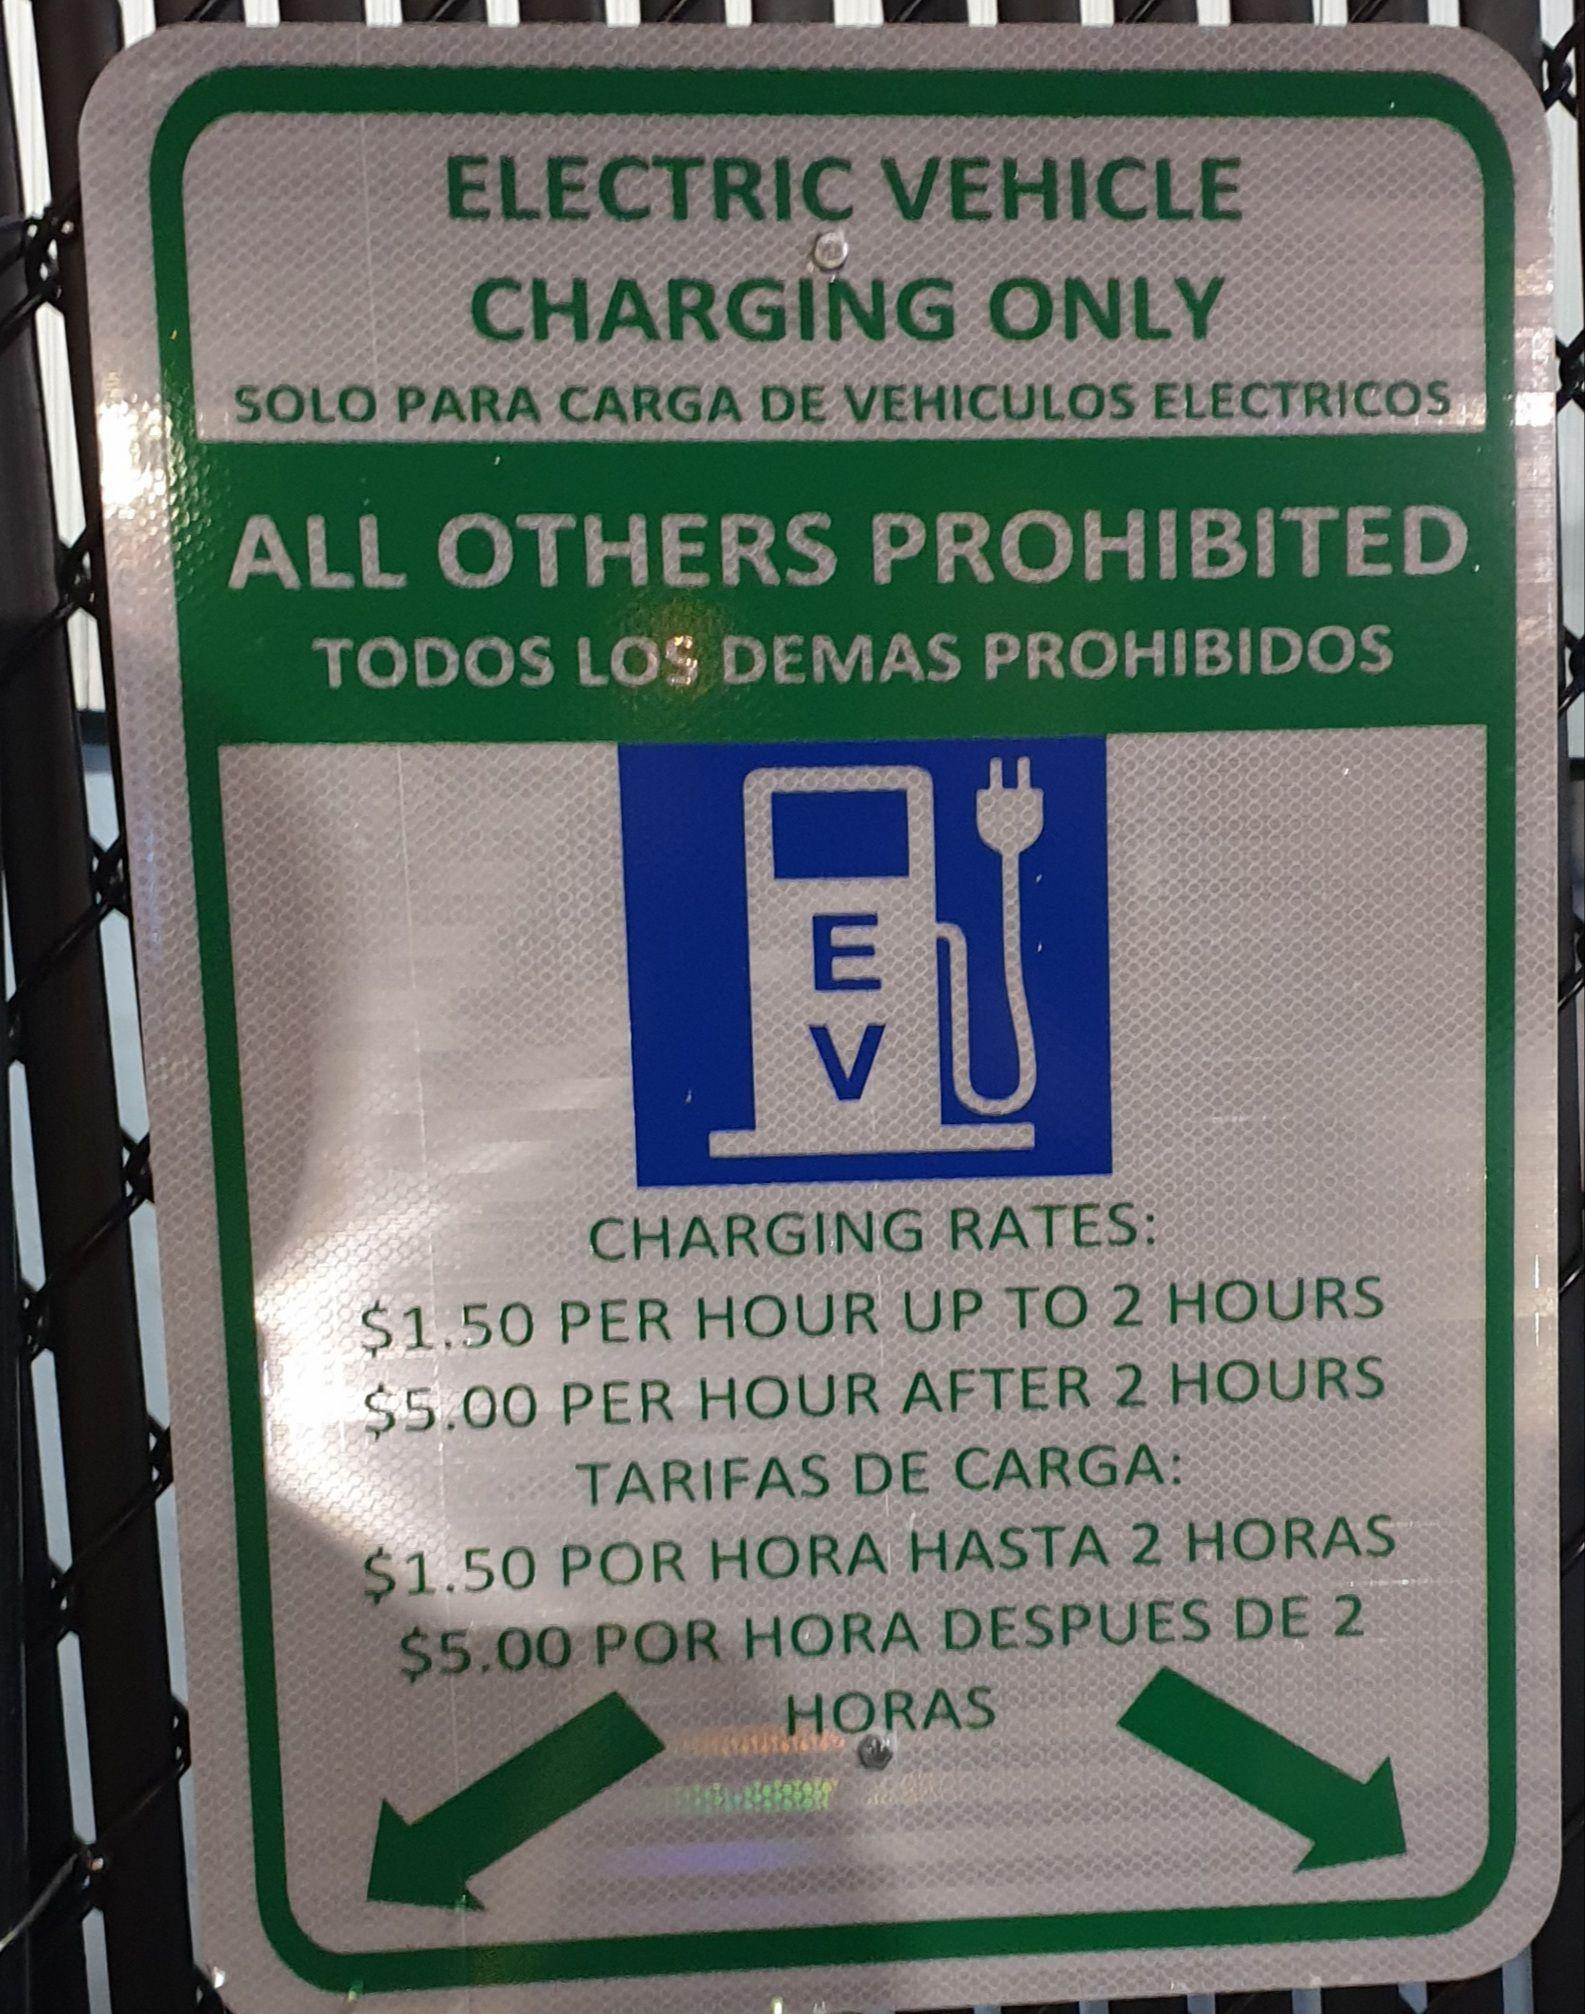 ELECTRIC VEHICLE
CHARGING ONLY
SOLO PARA CARGA DE VEHICULOS ELECTRICOS
ALL OTHERS PROHIBITED
TODOS LOS DEMAS PROHIBIDOS
E
V
CHARGING RATES:
$1.50 PER HOUR UP TO 2 HOURS
$5.00 PER HOUR AFTER 2 HOURS
TARIFAS DE CARGA:
$1.50 POR HORA HASTA 2 HORAS
$5.00 POR HORA DESPUES DE 2
HORAS